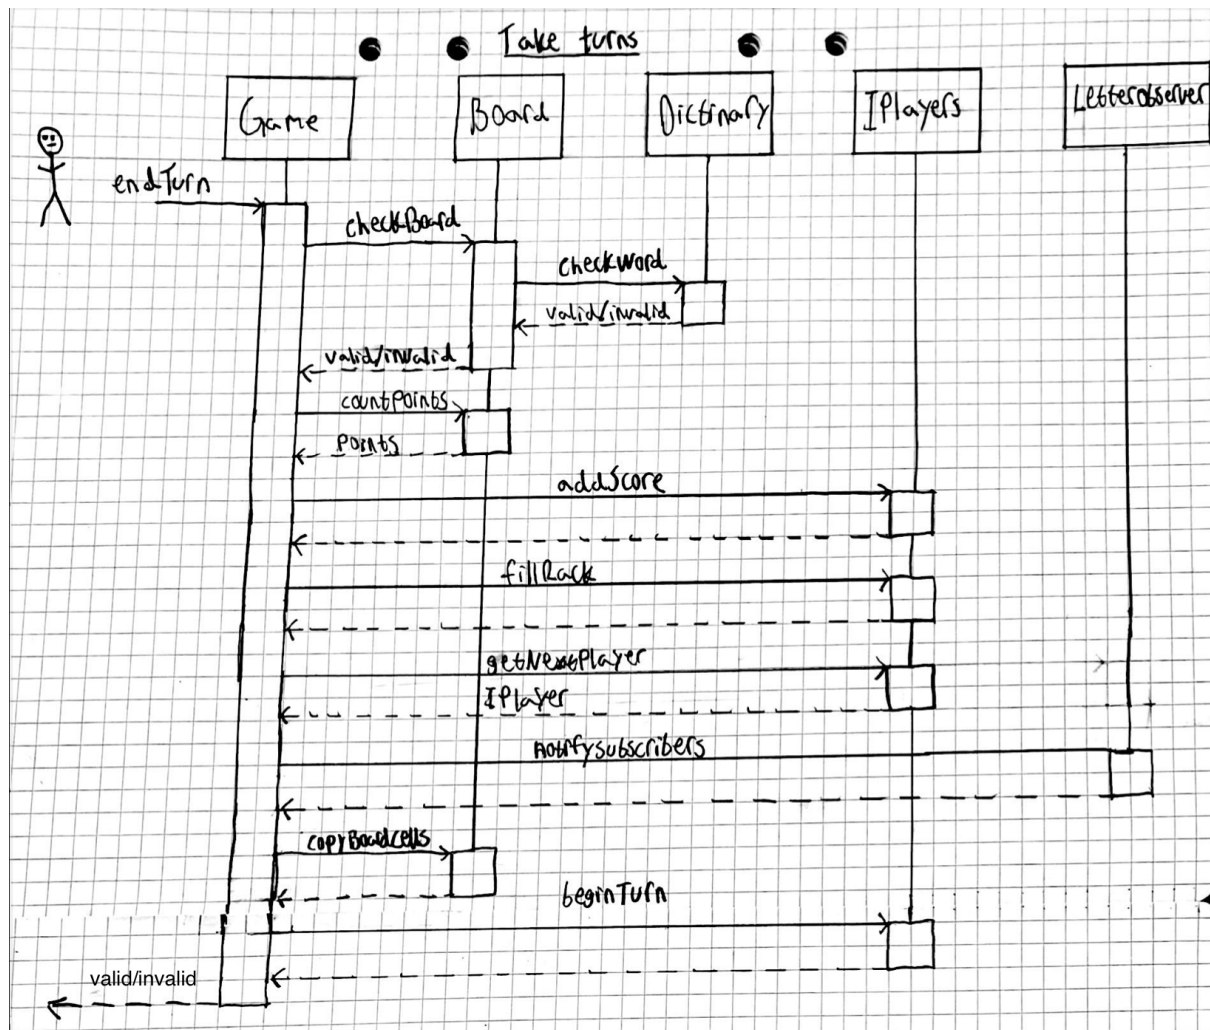 Take turns
Game
Board
Dictinary
IPlayers
LetterObserver
endTurn
checkBoard
checkWord
valid/invalid
valid/invalid
countPoints
points
addScore
fillRack
getNextPlayer
IPlayer
notifySubscribers
copyBoardCells
beginTurn
valid/invalid